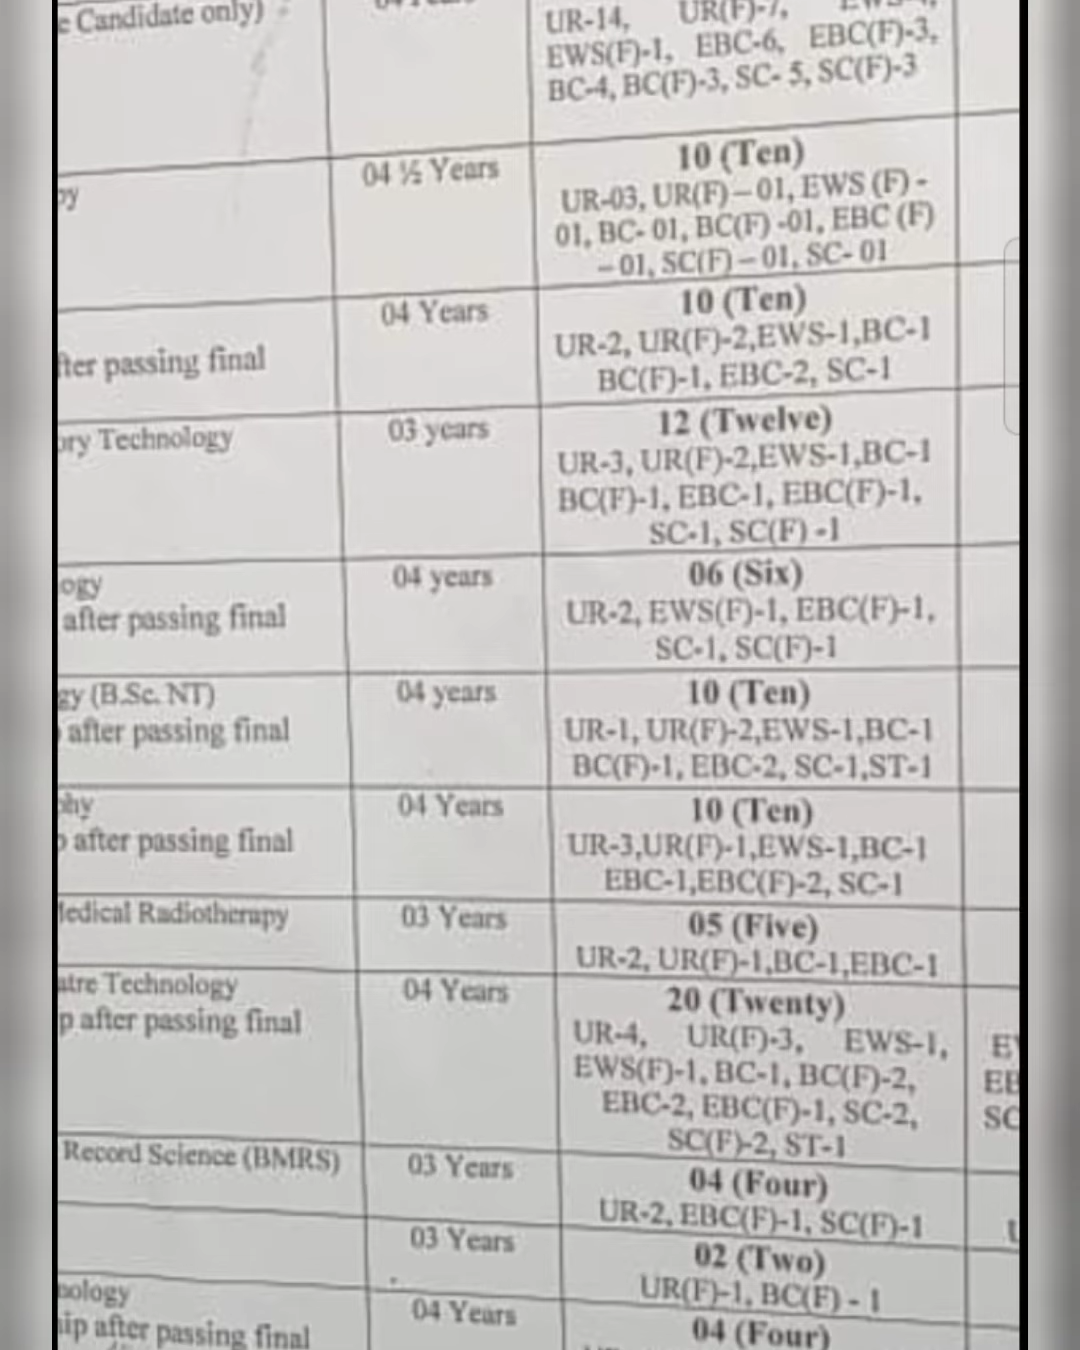 Candidate only)
UR-14, UR(F)-7,
EWS(F)-1, EBC-6, EBC(F)-3,
BC-4, BC(F)-3, SC- 5, SC(F)-3
04 ½ Years
10 (Ten)
UR-03, UR(F) – 01, EWS (F) -
01, BC- 01, BC(F) -01, EBC (F)
– 01, SC(F) – 01, SC- 01
after passing final
04 Years
10 (Ten)
UR-2, UR(F)-2,EWS-1,BC-1
BC(F)-1, EBC-2, SC-1
ory Technology
03 years
12 (Twelve)
UR-3, UR(F)-2,EWS-1,BC-1
BC(F)-1, EBC-1, EBC(F)-1,
SC-1, SC(F) -1
ogy
after passing final
04 years
06 (Six)
UR-2, EWS(F)-1, EBC(F)-1,
SC-1, SC(F)-1
gy (B.Sc. NT)
after passing final
04 years
10 (Ten)
UR-1, UR(F)-2,EWS-1,BC-1
BC(F)-1, EBC-2, SC-1,ST-1
phy
after passing final
04 Years
10 (Ten)
UR-3,UR(F)-1,EWS-1,BC-1
EBC-1,EBC(F)-2, SC-1
Medical Radiotherapy
03 Years
05 (Five)
UR-2, UR(F)-1,BC-1,EBC-1
atre Technology
p after passing final
04 Years
20 (Twenty)
UR-4, UR(F)-3, EWS-1,
EWS(F)-1, BC-1, BC(F)-2,
EBC-2, EBC(F)-1, SC-2,
SC(F)-2, ST-1
EB
SC
Record Science (BMRS)
03 Years
04 (Four)
UR-2, EBC(F)-1, SC(F)-1
03 Years
02 (Two)
UR(F)-1, BC(F) - 1
nology
ip after passing final
04 Years
04 (Four)